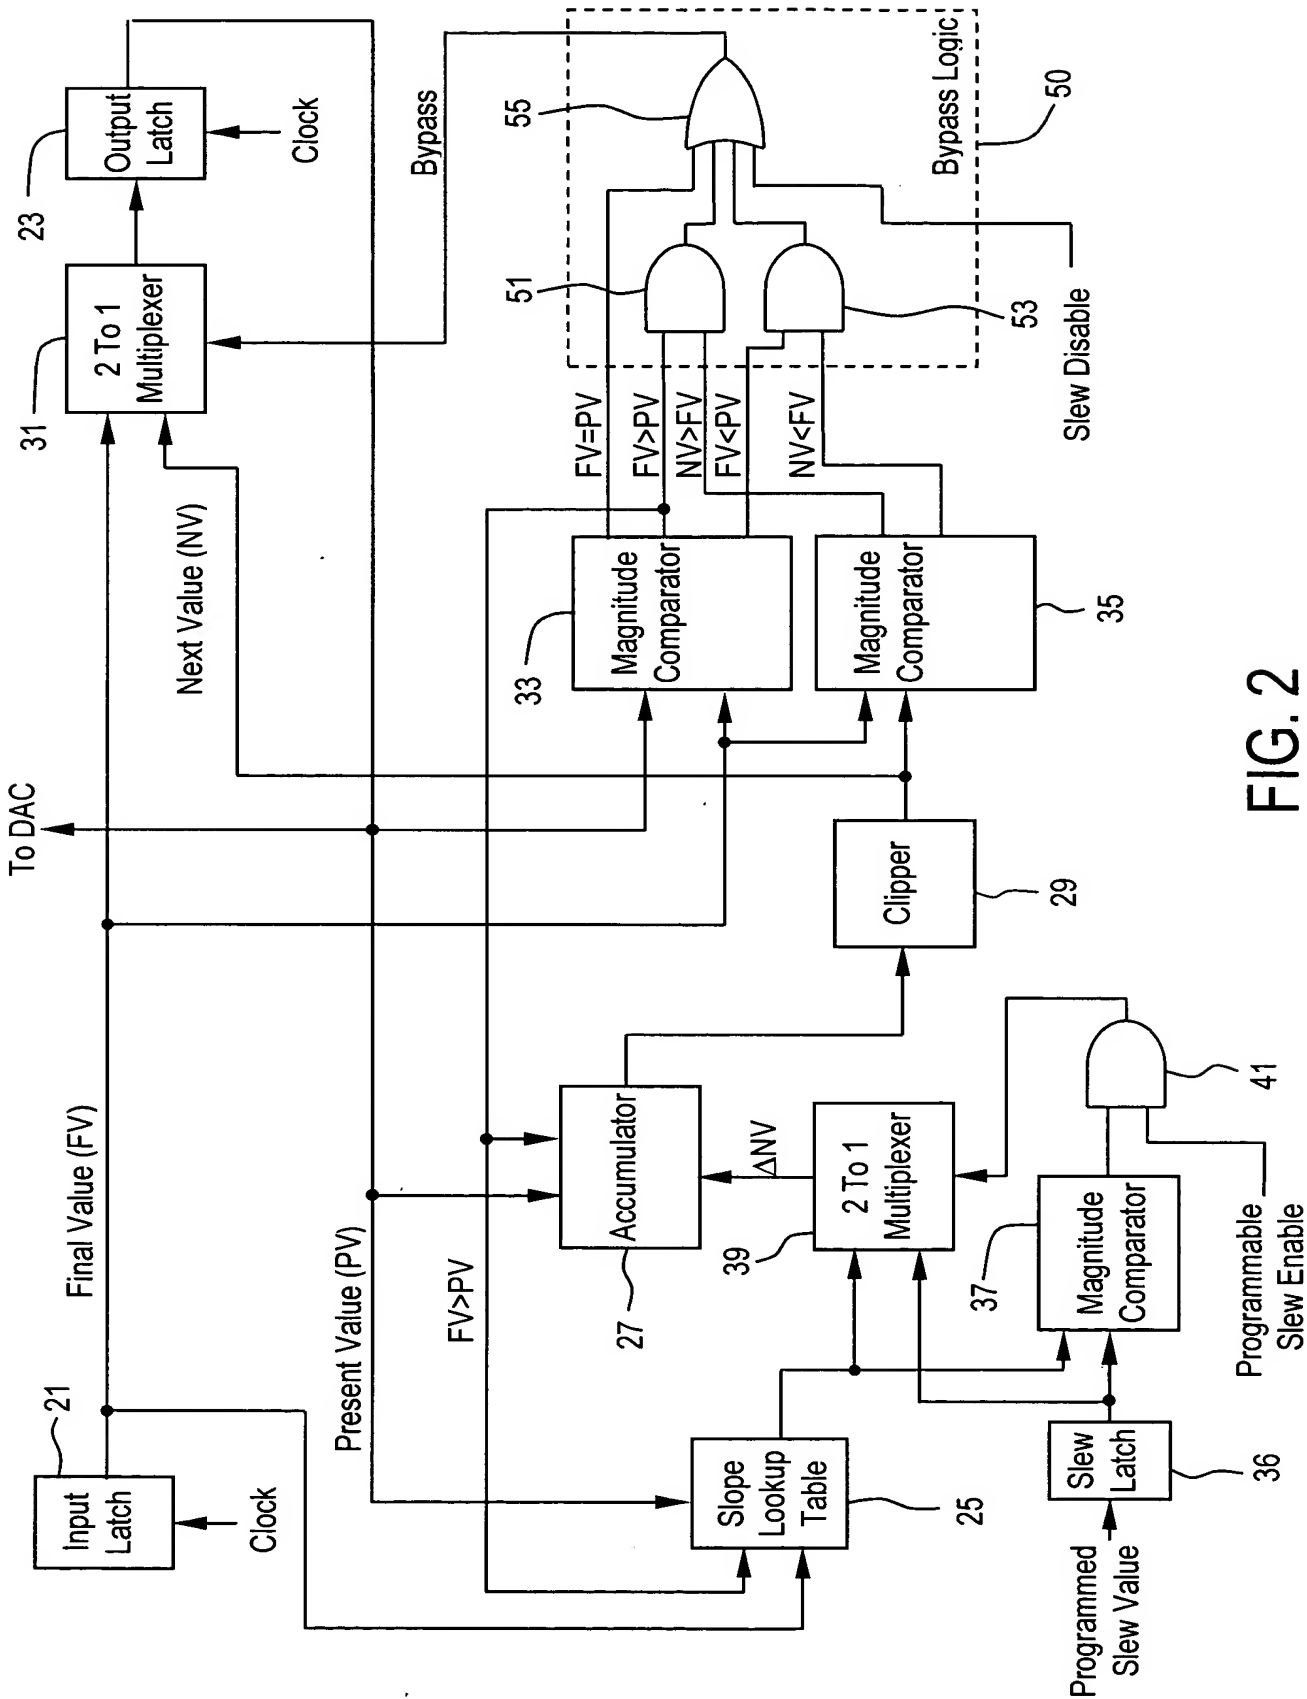 Input
Latch
21
Clock
Final Value (FV)
To DAC
Next Value (NV)
31
2 To 1
Multiplexer
23
Output
Latch
Clock
Present Value (PV)
FV>PV
Bypass
Slope
Lookup
Table
25
27
Accumulator
ΔNV
39
2 To 1
Multiplexer
Clipper
29
33
Magnitude
Comparator
Magnitude
Comparator
35
FV=PV
FV>PV
NV>FV
FV<PV
NV<FV
51
53
55
Bypass Logic
50
Slew Disable
Programmed
Slew Value
Slew
Latch
36
37
Magnitude
Comparator
41
Programmable
Slew Enable
FIG. 2